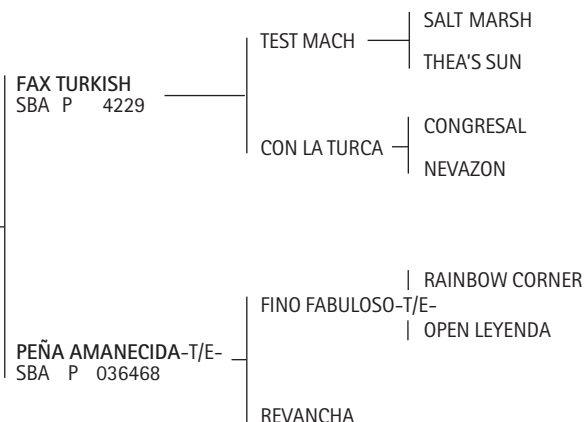 SALT MARSH
TEST MACH
THEA'S SUN
FAX TURKISH
SBA P 4229
CONGRESAL
CON LA TURCA
NEVAZON
RAINBOW CORNER
FINO FABULOSO-T/E-
OPEN LEYENDA
PEÑA AMANECIDA-T/E-
SBA P 036468
REVANCHA